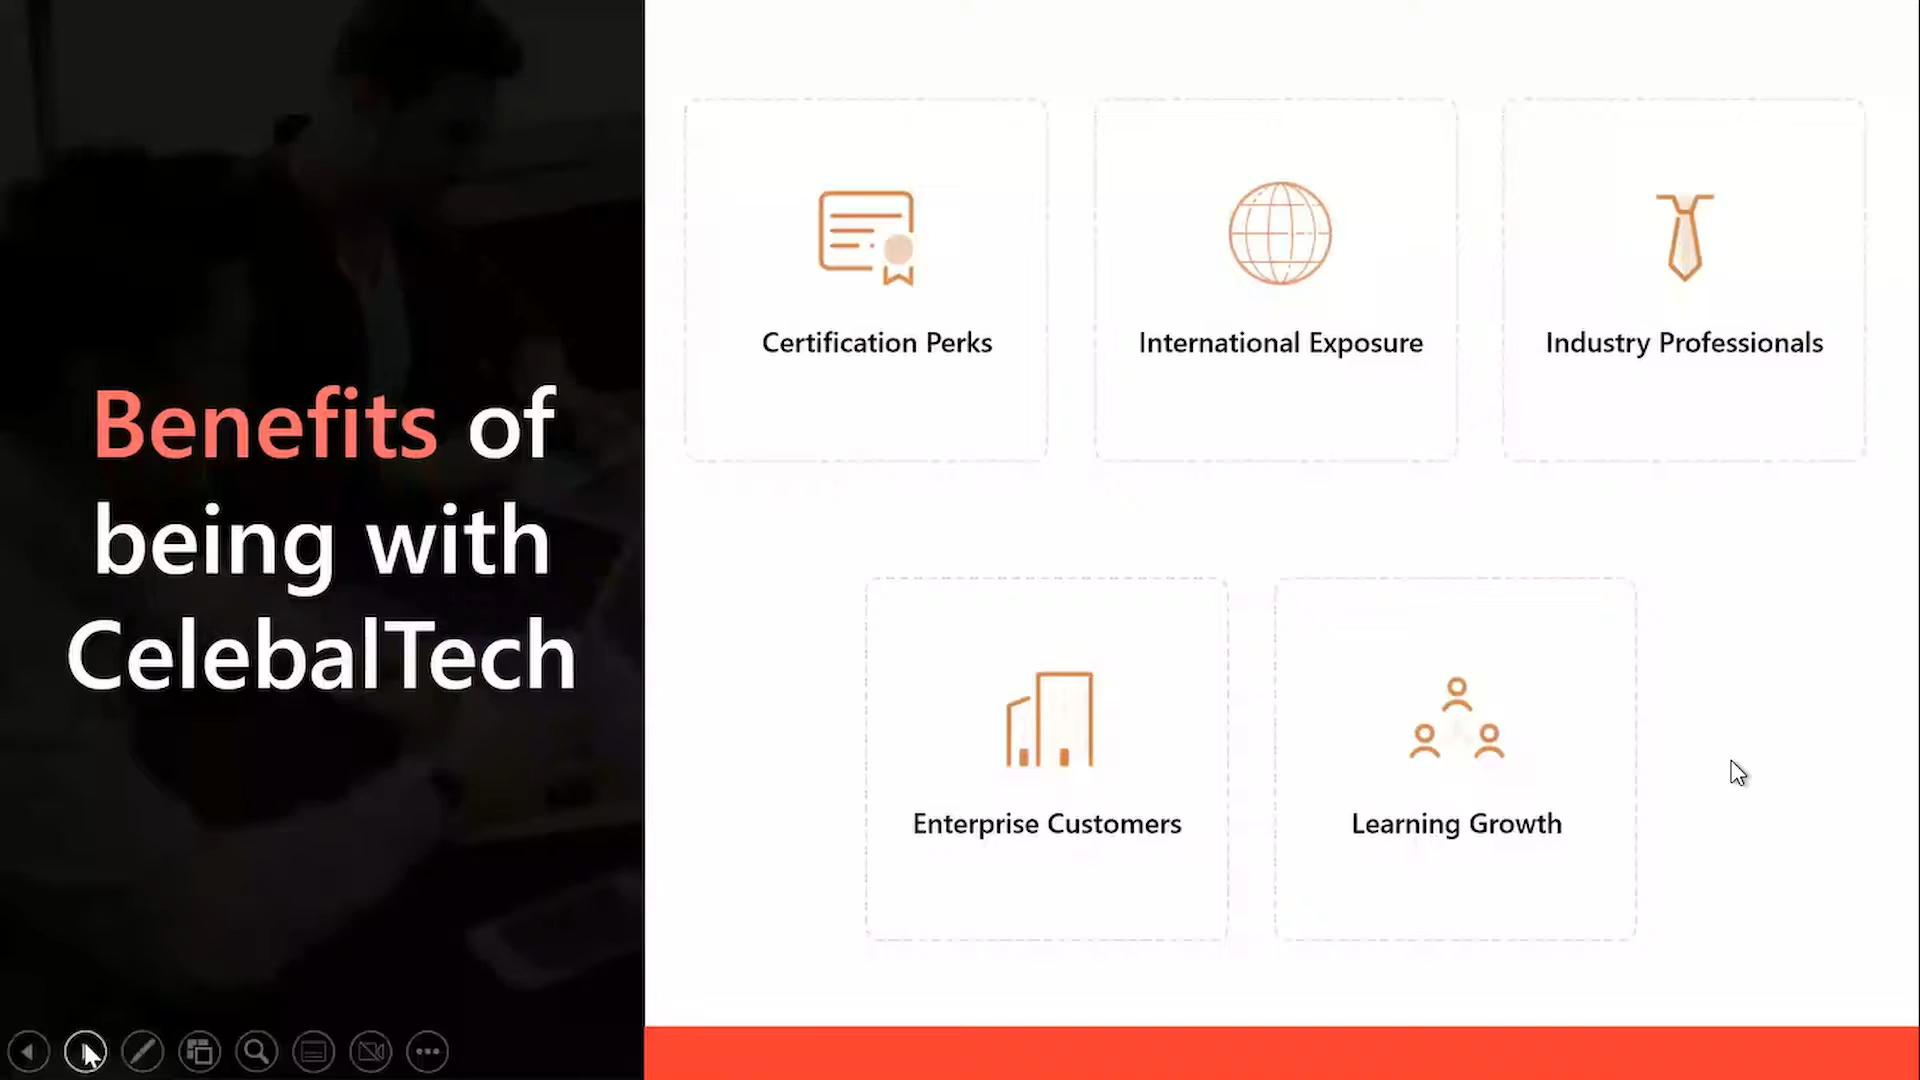 Benefits of
being with
CelebalTech
Certification Perks
International Exposure
Industry Professionals
Enterprise Customers
Learning Growth